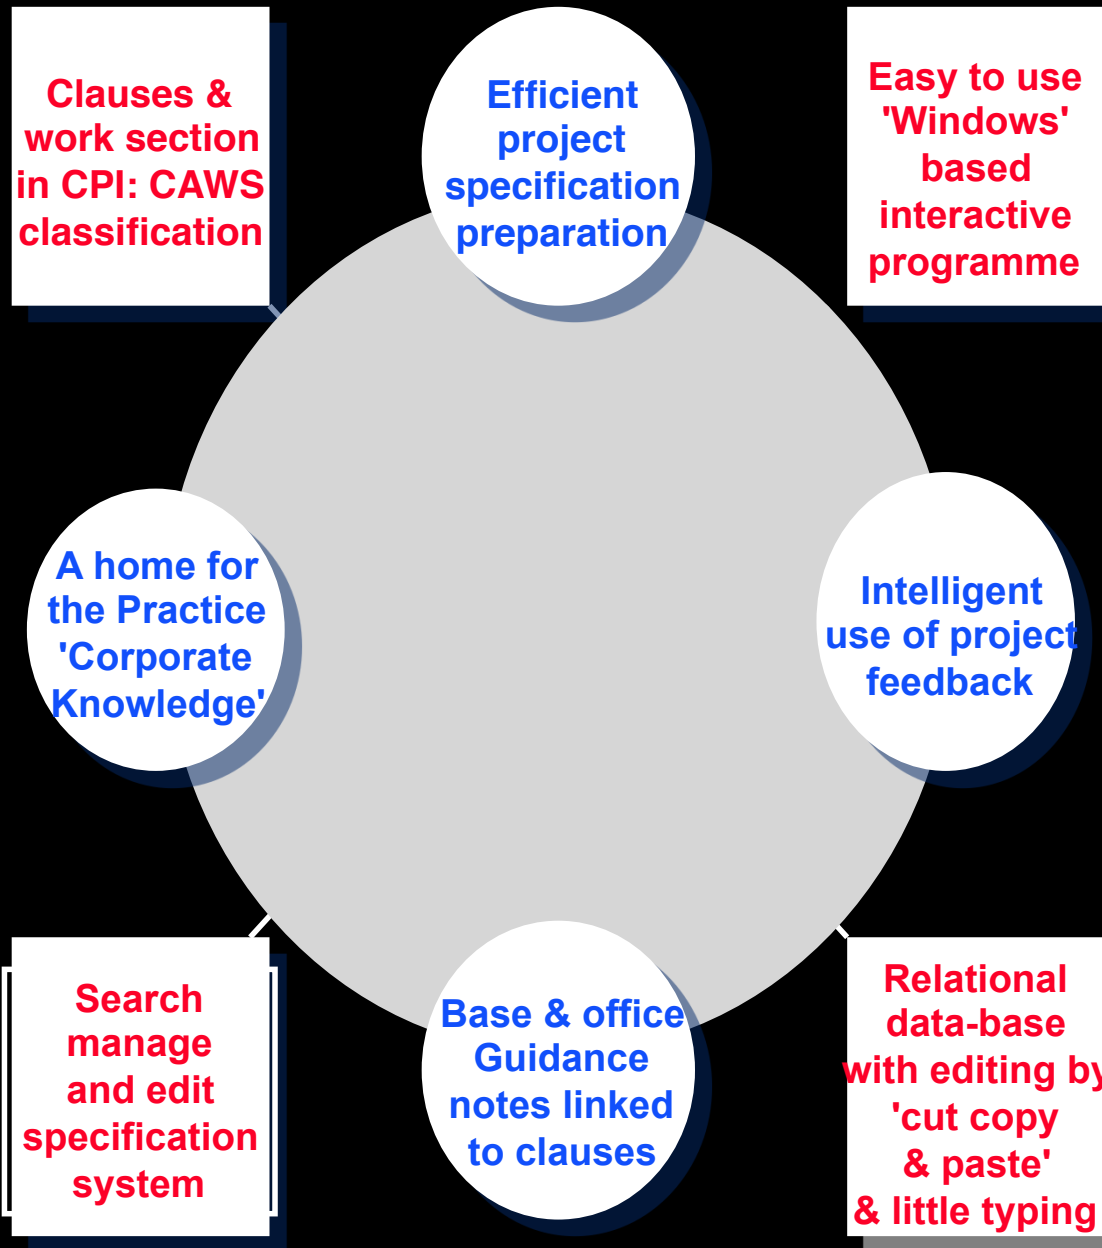 Clauses &
work section
in CPI: CAWS
classification
Efficient
project
specification
preparation
Easy to use
'Windows'
based
interactive
programme
A home for
the Practice
'Corporate
Knowledge'
Intelligent
use of project
feedback
Search
manage
and edit
specification
system
Base & office
Guidance
notes linked
to clauses
Relational
data-base
with editing by
'cut copy
& paste'
& little typing